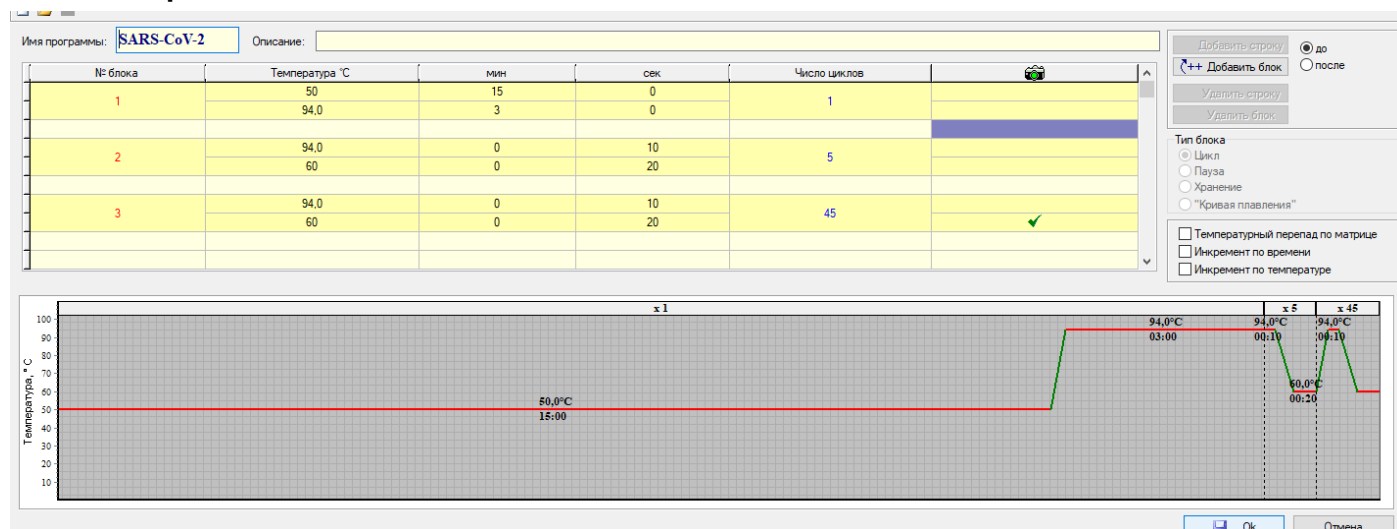 Имя программы: SARS-CoV-2 Описание:
Добавить строку
до
++ Добавить блок
после
Удалить строку
Удалить блок
№ блока Температура °C мин сек Число циклов
1 50 15 0 1
94,0 3 0
2 94,0 0 10 5
60 0 20
3 94,0 0 10 45
60 0 20
Тип блока
Цикл
Пауза
Хранение
"Кривая плавления"
Температурный перепад по матрице
Инкремент по времени
Инкремент по температуре
x 1 x 5 x 45
Температура, °C
100
90
80
70
60
50
40
30
20
10
50,0°C
15:00
94,0°C
03:00
94,0°C
00:10
60,0°C
00:20
94,0°C
00:10
Ok Отмена